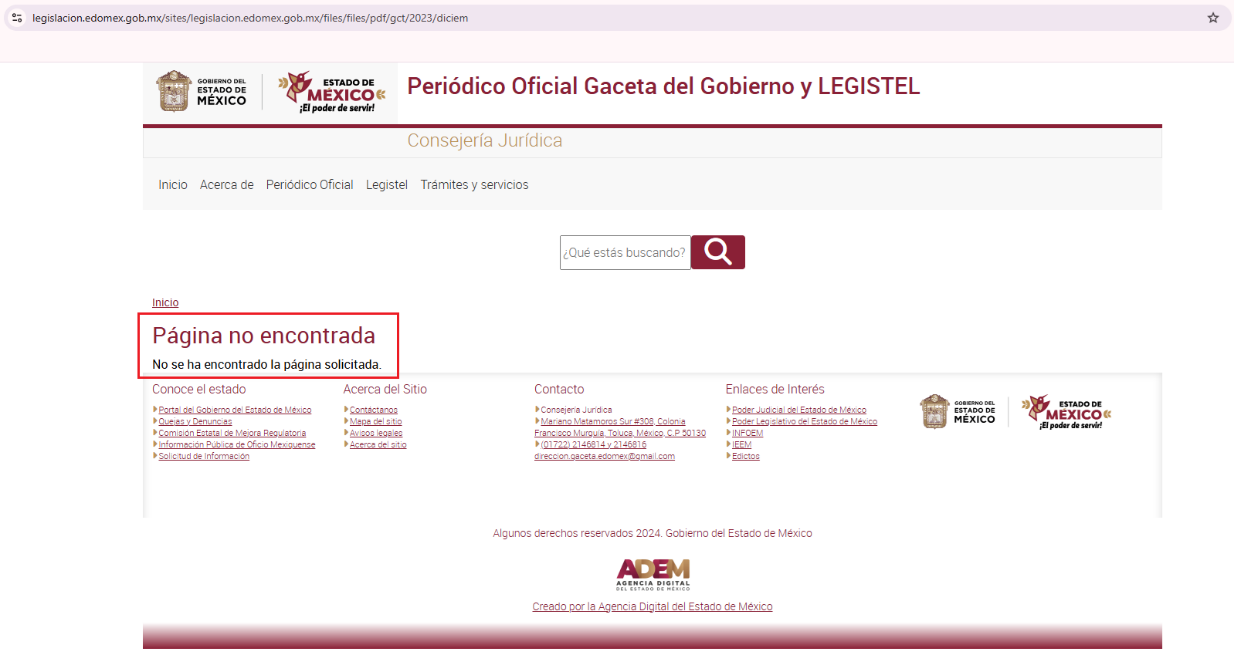 legislacion.edomex.gob.mx/sites/legislacion.edomex.gob.mx/files/files/pdf/gct/2023/diciem
GOBIERNO DEL
ESTADO DE
MÉXICO
ESTADO DE
MÉXICO
¡El poder de servir!
Periódico Oficial Gaceta del Gobierno y LEGISTEL
Consejería Jurídica
Inicio Acerca de Periódico Oficial Legistel Trámites y servicios
¿Qué estás buscando?
Inicio
Página no encontrada
No se ha encontrado la página solicitada.
Conoce el estado
Portal del Gobierno del Estado de México
Quejas y Denuncias
Comisión Estatal de Mejora Regulatoria
Información Pública de Oficio Mexiquense
Solicitud de Información
Acerca del Sitio
Contáctanos
Mapa del sitio
Avisos legales
Acerca del sitio
Contacto
Consejería Jurídica
Mariano Matamoros Sur #308, Colonia
Francisco Murguía, Toluca, México, C.P 50130
(01722) 2146814 y 2146816
direccion.gaceta.edomex@gmail.com
Enlaces de Interés
Poder Judicial del Estado de México
Poder Legislativo del Estado de México
INFOEM
IEEM
Edictos
GOBIERNO DEL
ESTADO DE
MÉXICO
ESTADO DE
MÉXICO
¡El poder de servir!
Algunos derechos reservados 2024. Gobierno del Estado de México
ADEM
AGENCIA DIGITAL
DEL ESTADO DE MÉXICO
Creado por la Agencia Digital del Estado de México